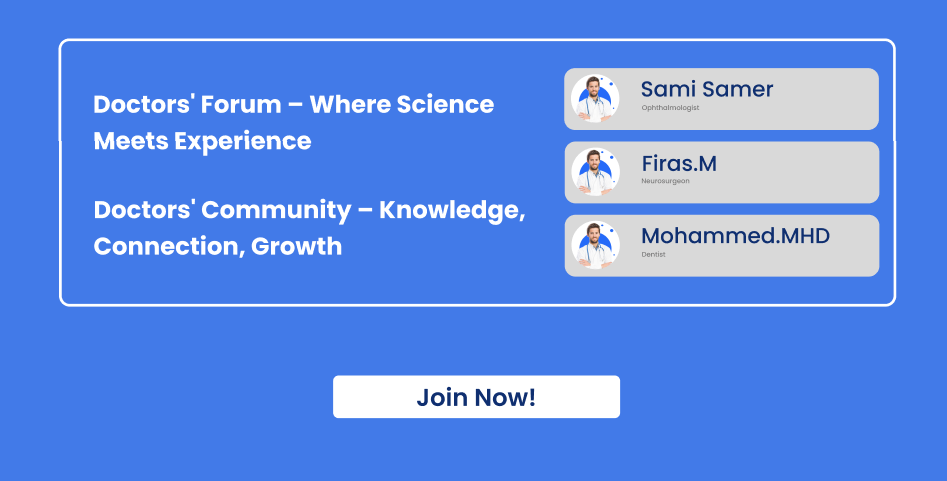 Doctors' Forum – Where Science
Meets Experience
Doctors' Community – Knowledge,
Connection, Growth
Sami Samer
Ophthalmologist
Firas.M
Neurosurgeon
Mohammed.MHD
Dentist
Join Now!